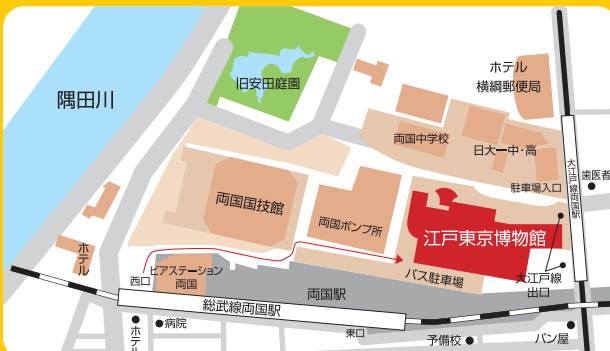 隅田川
旧安田庭園
ホテル
横綱郵便局
両国中学校
日大一中・高
大江戸線両国駅
歯医者
駐車場入口
両国国技館
両国ポンプ所
江戸東京博物館
ホテル
西口
ピアステーション
両国
バス駐車場
大江戸線
出口
両国駅
総武線両国駅
東口
ホテル
病院
予備校
パン屋